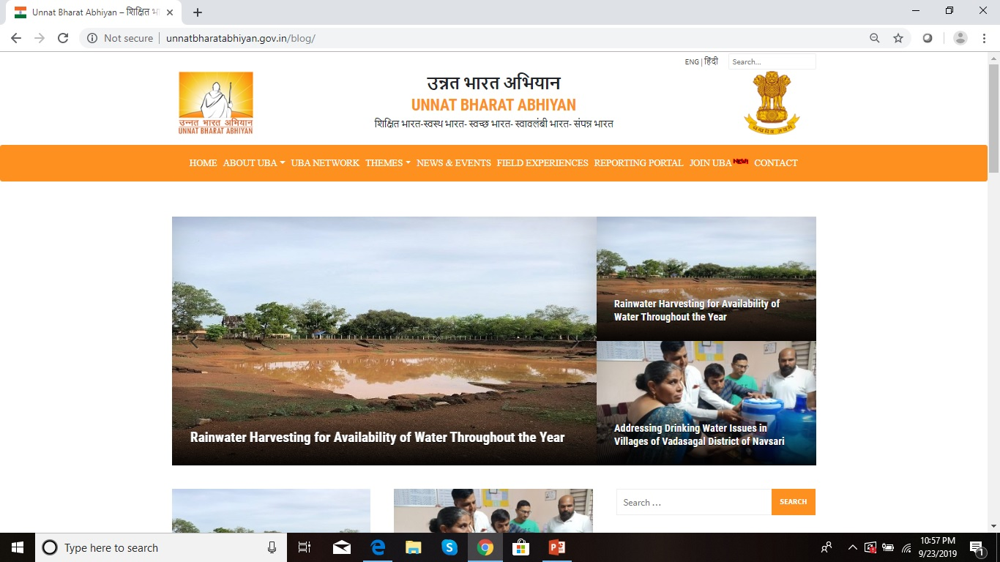 Unnat Bharat Abhiyan – शिक्षित भा
Not secure
unnatbharatabhiyan.gov.in/blog/
ENG | हिंदी
Search...
उन्नत भारत अभियान
UNNAT BHARAT ABHIYAN
उन्नत भारत अभियान
UNNAT BHARAT ABHIYAN
शिक्षित भारत-स्वस्थ भारत- स्वच्छ भारत- स्वावलंबी भारत- संपन्न भारत
सत्यमेव जयते
HOME ABOUT UBA UBA NETWORK THEMES NEWS & EVENTS FIELD EXPERIENCES REPORTING PORTAL JOIN UBA NEW! CONTACT
Rainwater Harvesting for Availability of Water Throughout the Year
Rainwater Harvesting for Availability of
Water Throughout the Year
Addressing Drinking Water Issues in
Villages of Vadasagal District of Navsari
Search …
SEARCH
Type here to search
10:57 PM
9/23/2019
1